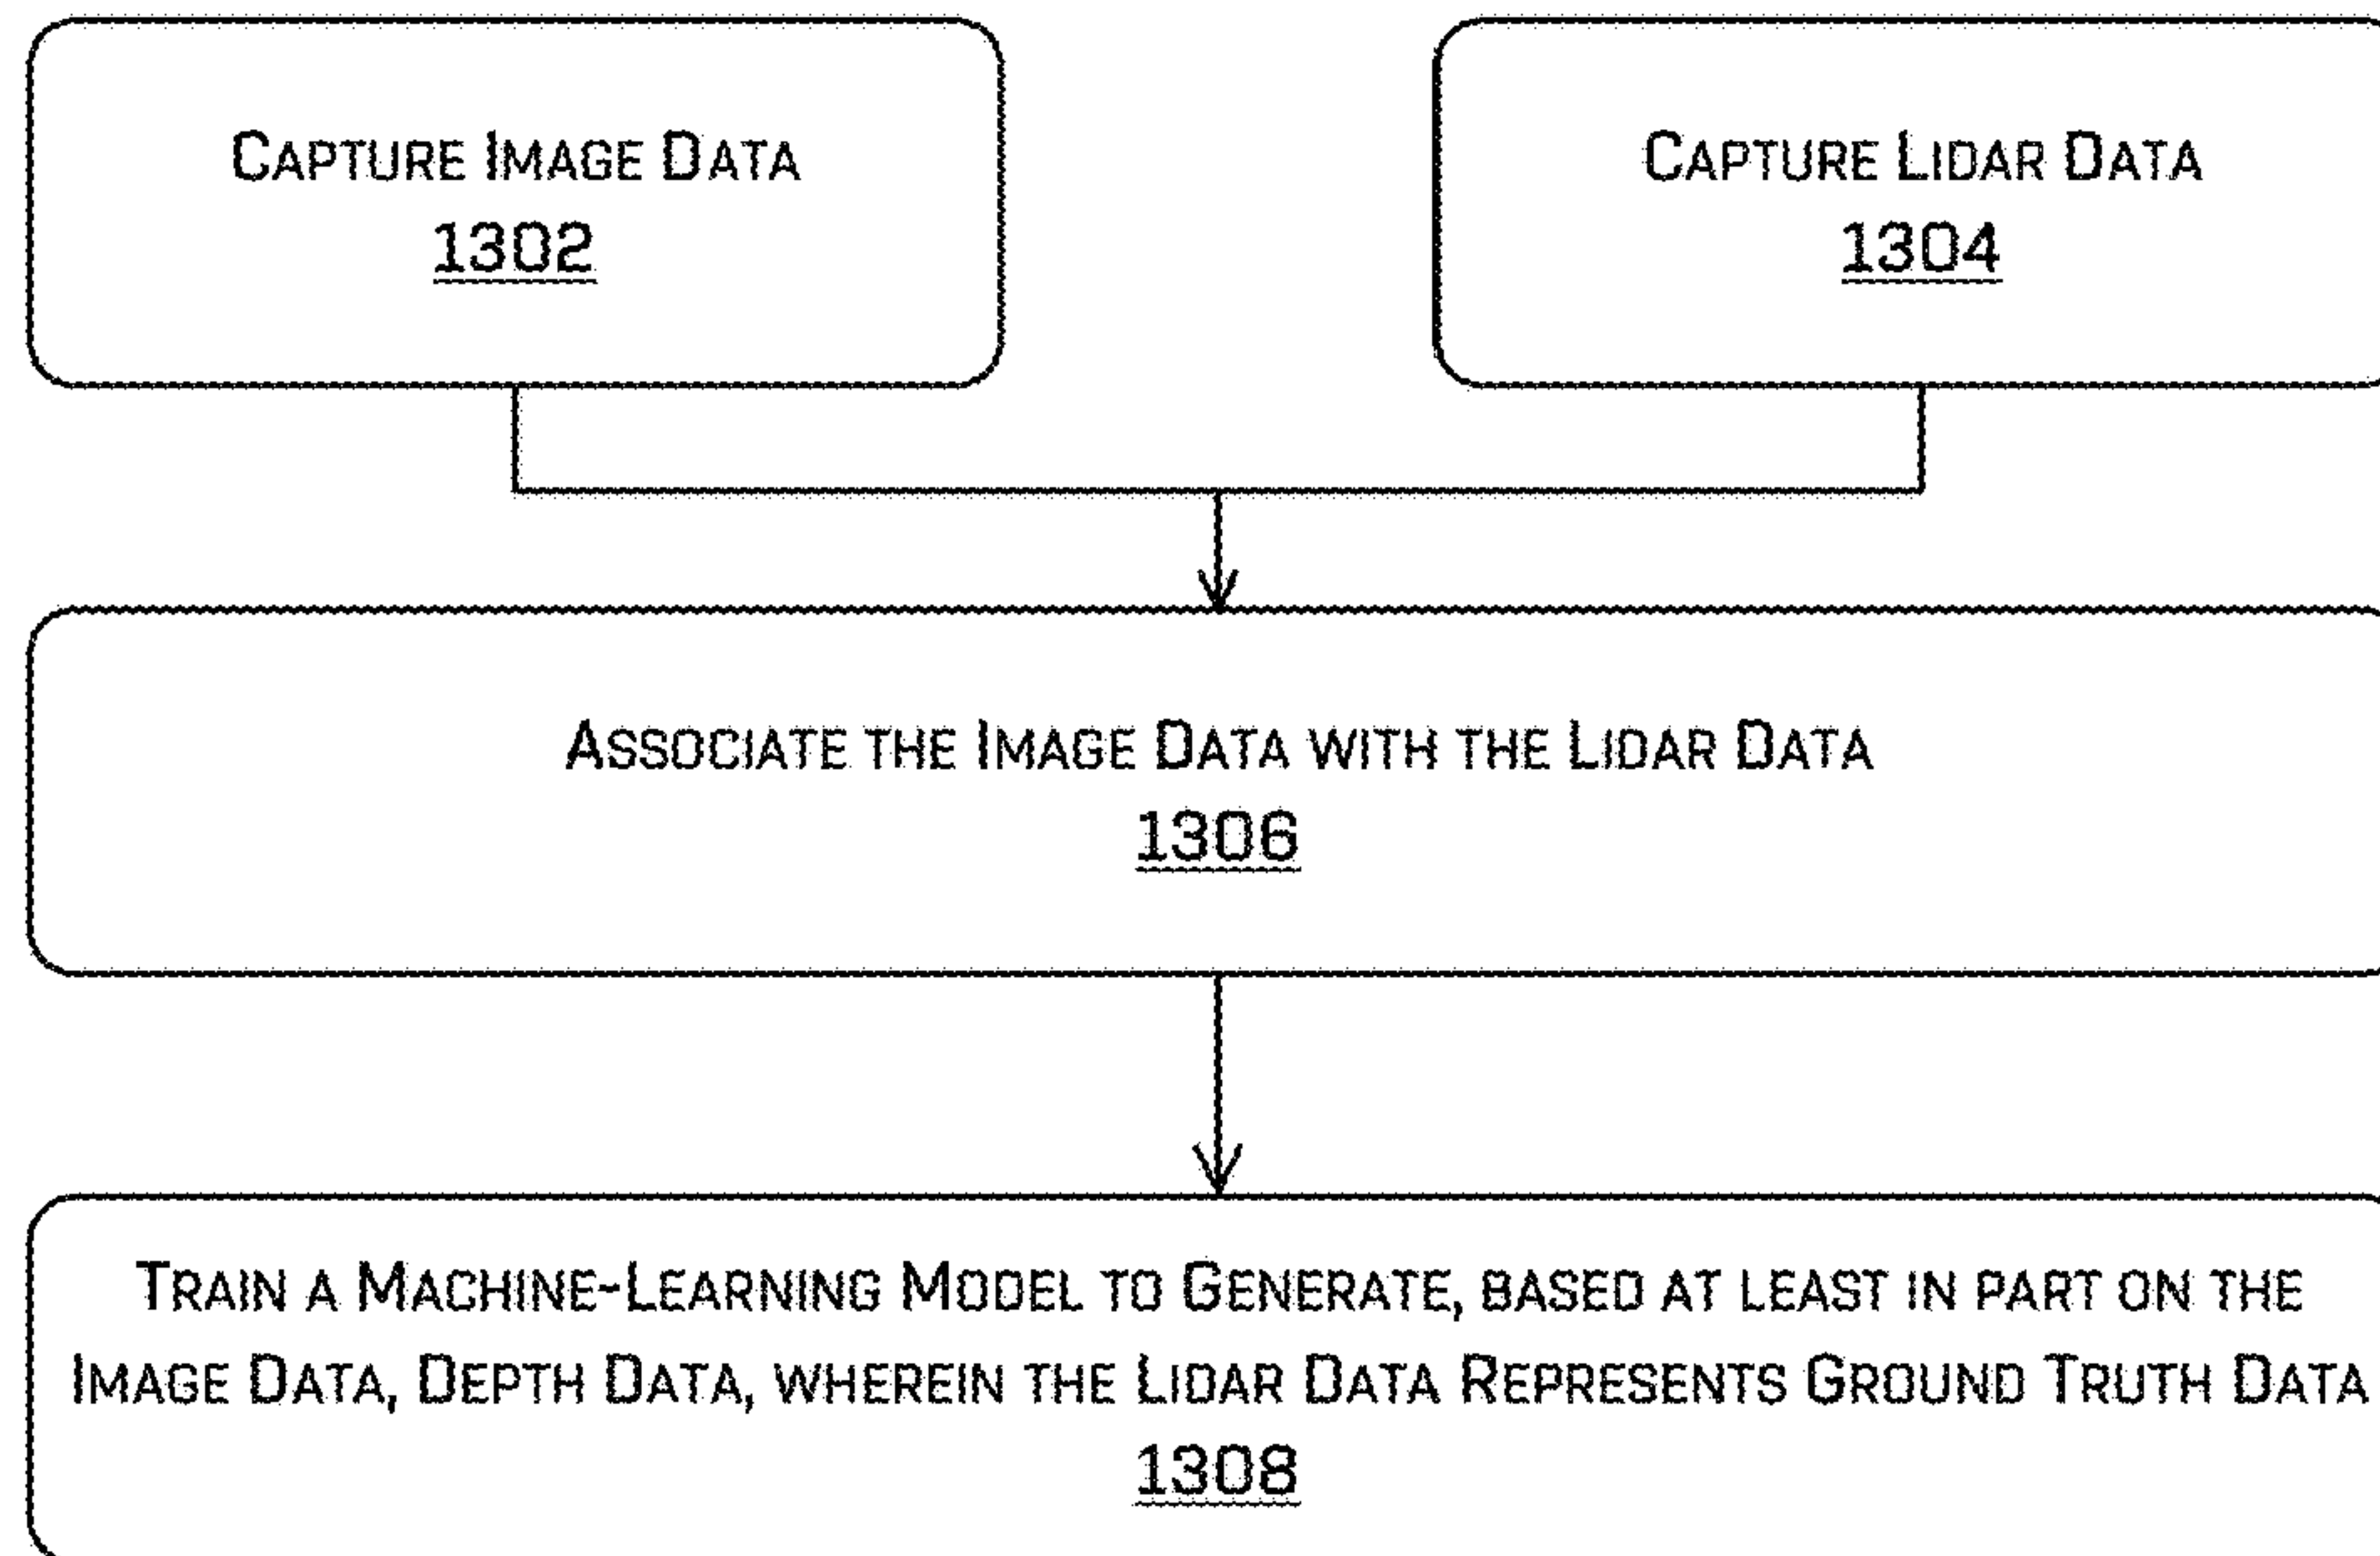 Capture Image Data
1302
Capture Lidar Data
1304
Associate the Image Data with the Lidar Data
1306
Train a Machine-Learning Model to Generate, based at least in part on the
Image Data, Depth Data, wherein the Lidar Data Represents Ground Truth Data
1308